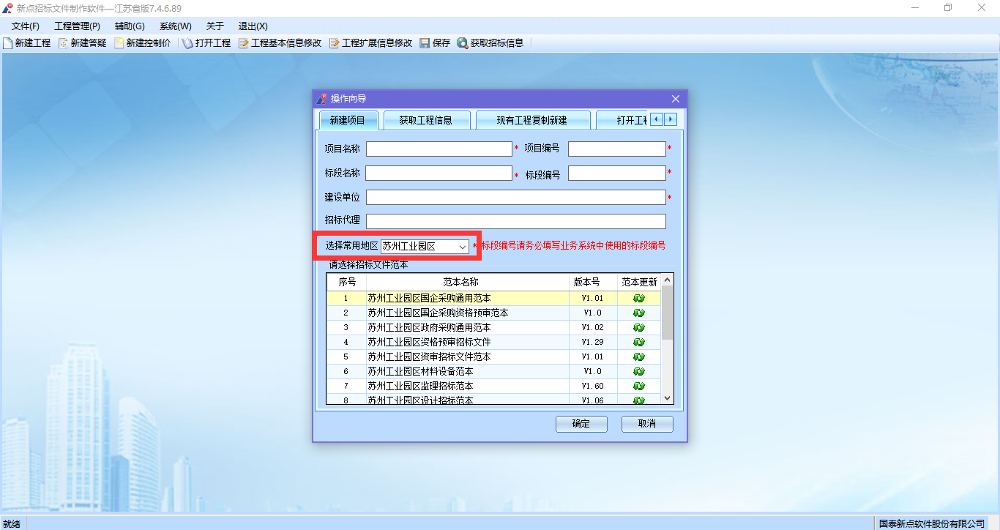 新点招标文件制作软件—江苏省版7.4.6.89
文件(F) 工程管理(P) 辅助(G) 系统(W) 关于 退出(X)
新建工程 新建答疑 新建控制价 打开工程 工程基本信息修改 工程扩展信息修改 保存 获取招标信息
操作向导
新建项目 获取工程信息 现有工程复制新建 打开工程
项目名称 * 项目编号 *
标段名称 * 标段编号 *
建设单位 *
招标代理
选择常用地区 苏州工业园区 * 标段编号请务必填写业务系统中使用的标段编号
请选择招标文件范本
序号 范本名称 版本号 范本更新
1 苏州工业园区国企采购通用范本 V1.01
2 苏州工业园区国企采购资格预审范本 V1.0
3 苏州工业园区政府采购通用范本 V1.02
4 苏州工业园区资格预审招标文件 V1.29
5 苏州工业园区资审招标文件范本 V1.01
6 苏州工业园区材料设备范本 V1.0
7 苏州工业园区监理招标范本 V1.60
8 苏州工业园区设计招标范本 V1.06
确定 取消
就绪 国泰新点软件股份有限公司